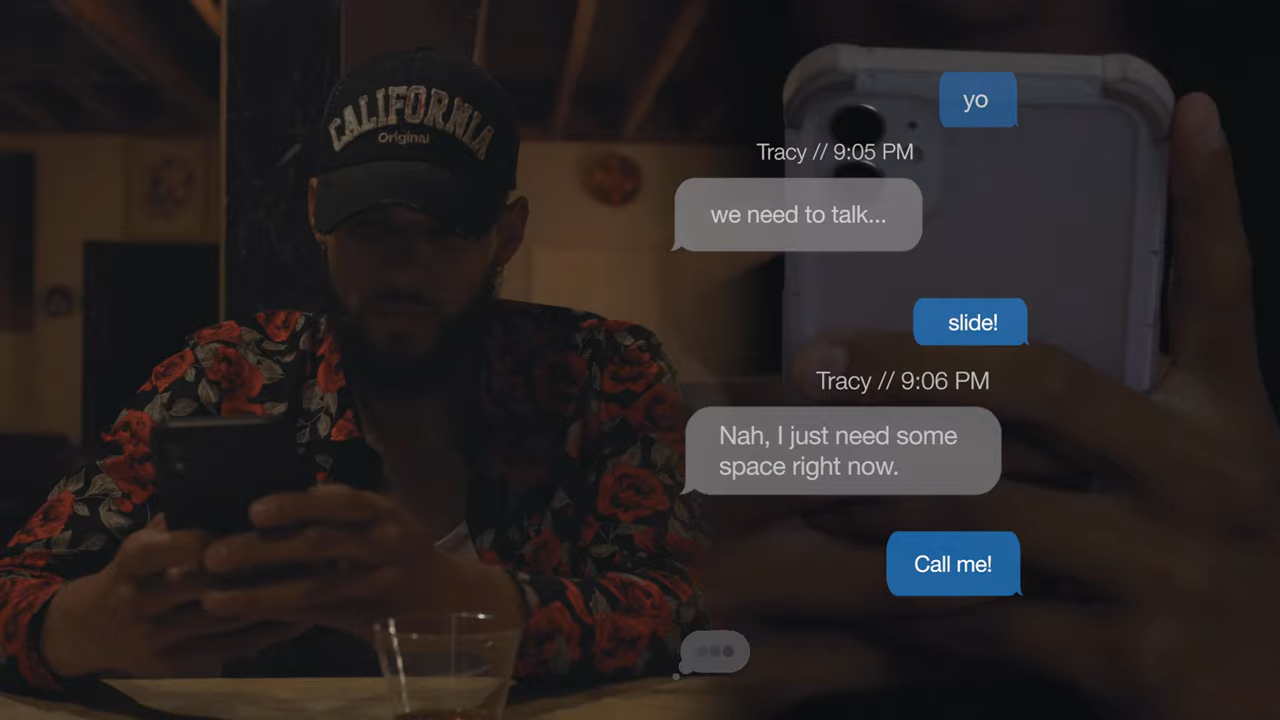 CALIFORNIA
Original
yo
Tracy // 9:05 PM
we need to talk...
slide!
Tracy // 9:06 PM
Nah, I just need some
space right now.
Call me!